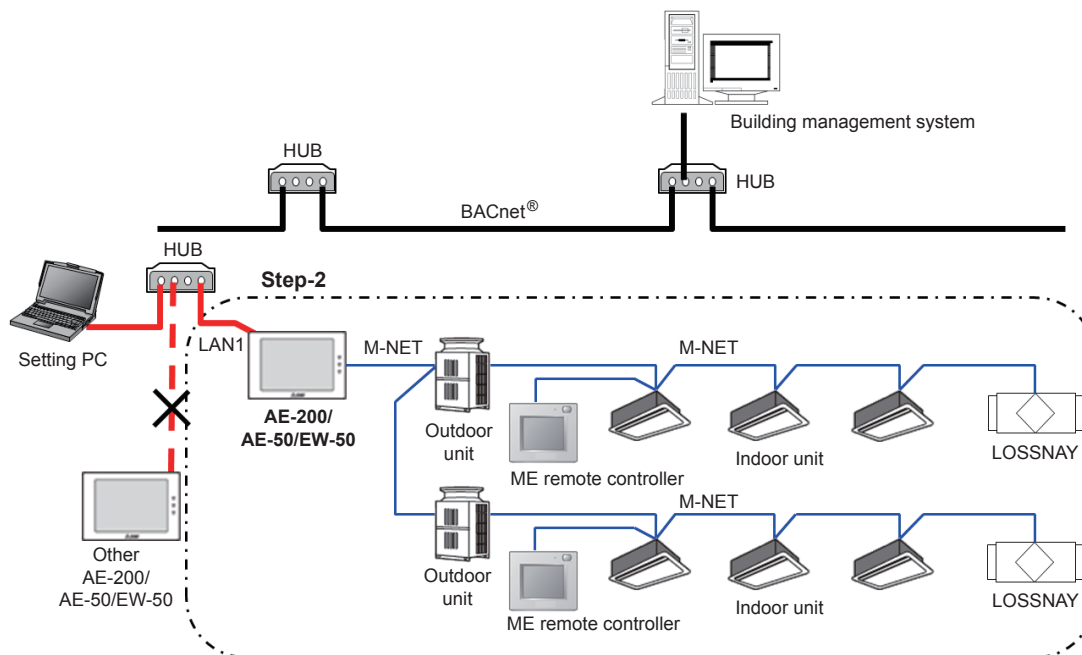 Building management system
HUB
HUB
BACnet®
HUB
Step-2
Setting PC
LAN1
M-NET
M-NET
AE-200/
AE-50/EW-50
Outdoor
unit
ME remote controller
Indoor unit
LOSSNAY
M-NET
Other
AE-200/
AE-50/EW-50
Outdoor
unit
ME remote controller
Indoor unit
LOSSNAY